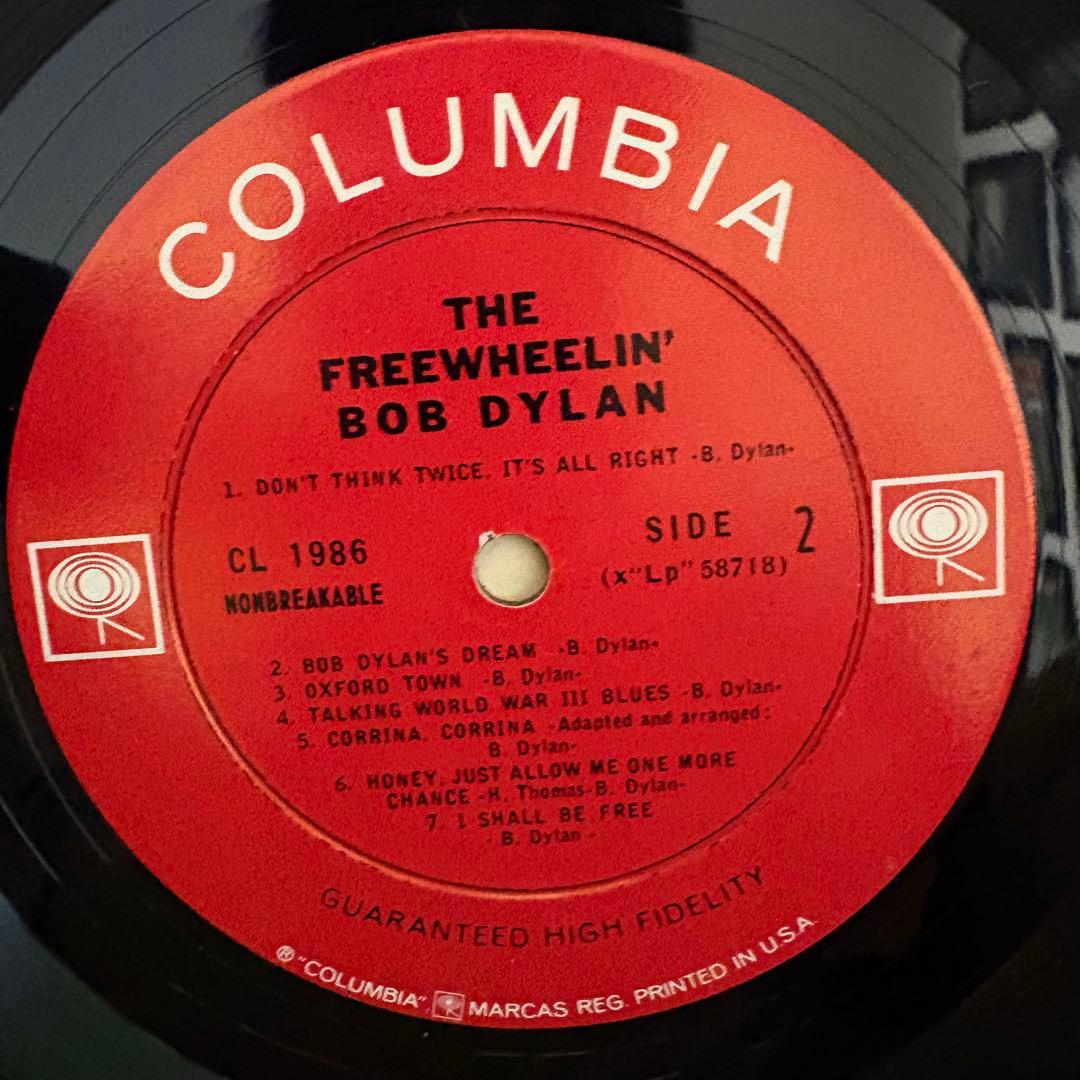 COLUMBIA
THE
FREEWHEELIN'
BOB DYLAN
1. DON'T THINK TWICE, IT'S ALL RIGHT -B. Dylan-
CL 1986
NONBREAKABLE
SIDE 2
(x"Lp" 58718)
2. BOB DYLAN'S DREAM -B. Dylan-
3. OXFORD TOWN -B. Dylan-
4. TALKING WORLD WAR III BLUES -B. Dylan-
5. CORRINA, CORRINA -Adapted and arranged:
B. Dylan-
6. HONEY, JUST ALLOW ME ONE MORE
CHANCE -H. Thomas-B. Dylan-
7. I SHALL BE FREE
- B. Dylan -
GUARANTEED HIGH FIDELITY
® "COLUMBIA", MARCAS REG. PRINTED IN U.S.A.